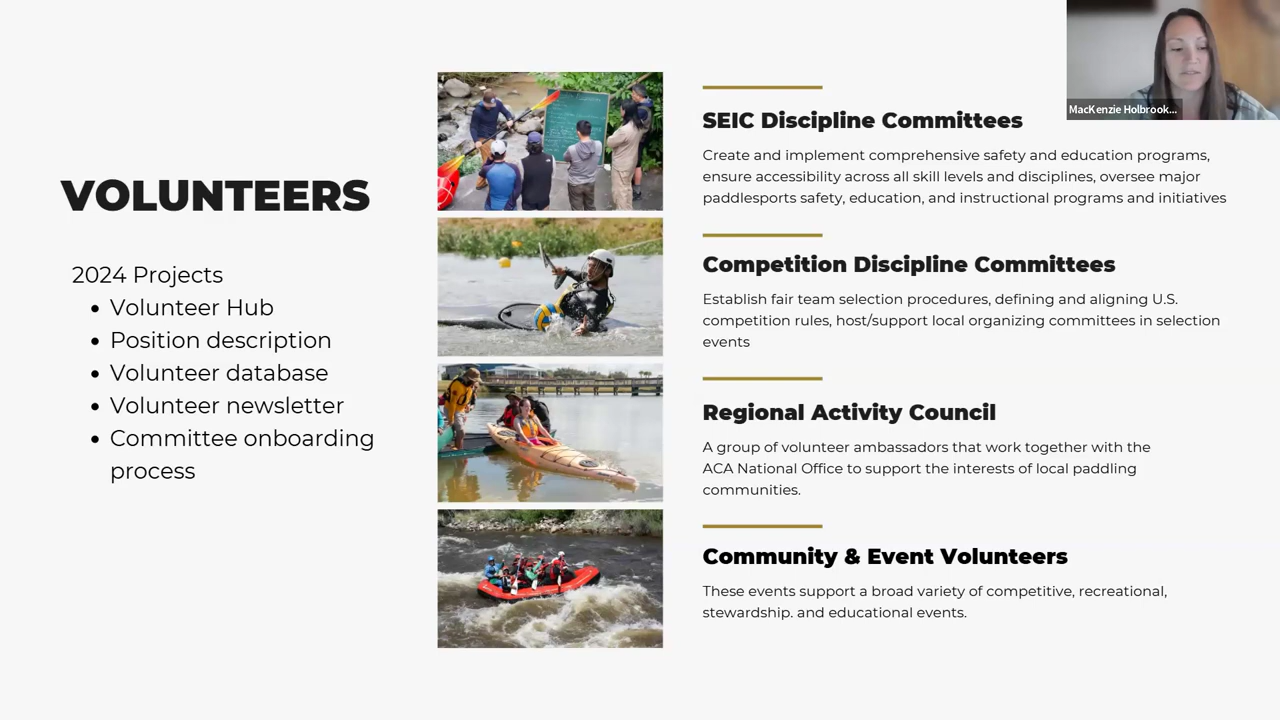 VOLUNTEERS
2024 Projects
• Volunteer Hub
• Position description
• Volunteer database
• Volunteer newsletter
• Committee onboarding
process
SEIC Discipline Committees
Create and implement comprehensive safety and education programs,
ensure accessibility across all skill levels and disciplines, oversee major
paddlesports safety, education, and instructional programs and initiatives
Competition Discipline Committees
Establish fair team selection procedures, defining and aligning U.S.
competition rules, host/support local organizing committees in selection
events
Regional Activity Council
A group of volunteer ambassadors that work together with the
ACA National Office to support the interests of local paddling
communities.
Community & Event Volunteers
These events support a broad variety of competitive, recreational,
stewardship. and educational events.
MacKenzie Holbrook...